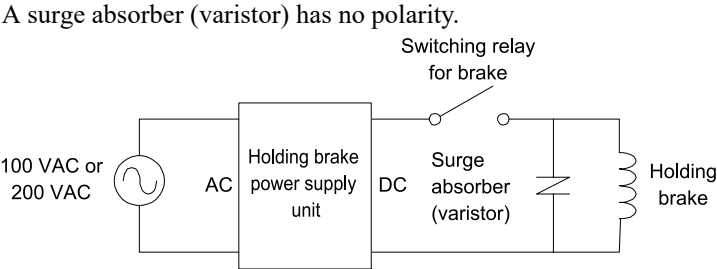 A surge absorber (varistor) has no polarity.
Switching relay
for brake
100 VAC or
200 VAC
AC
Holding brake
power supply
unit
DC
Surge
absorber
(varistor)
Holding
brake